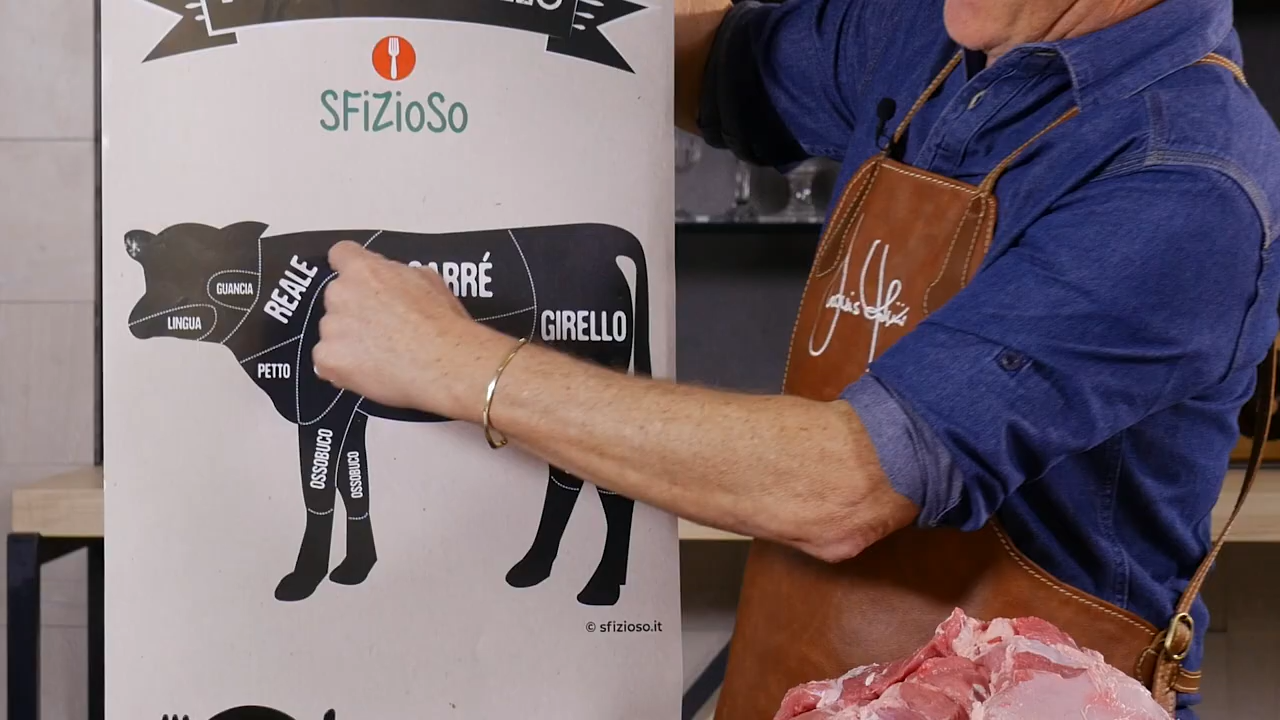 SFiZioSo
GUANCIA
LINGUA
REALE
CARRÉ
GIRELLO
PETTO
OSSOBUCO
OSSOBUCO
© sfizioso.it